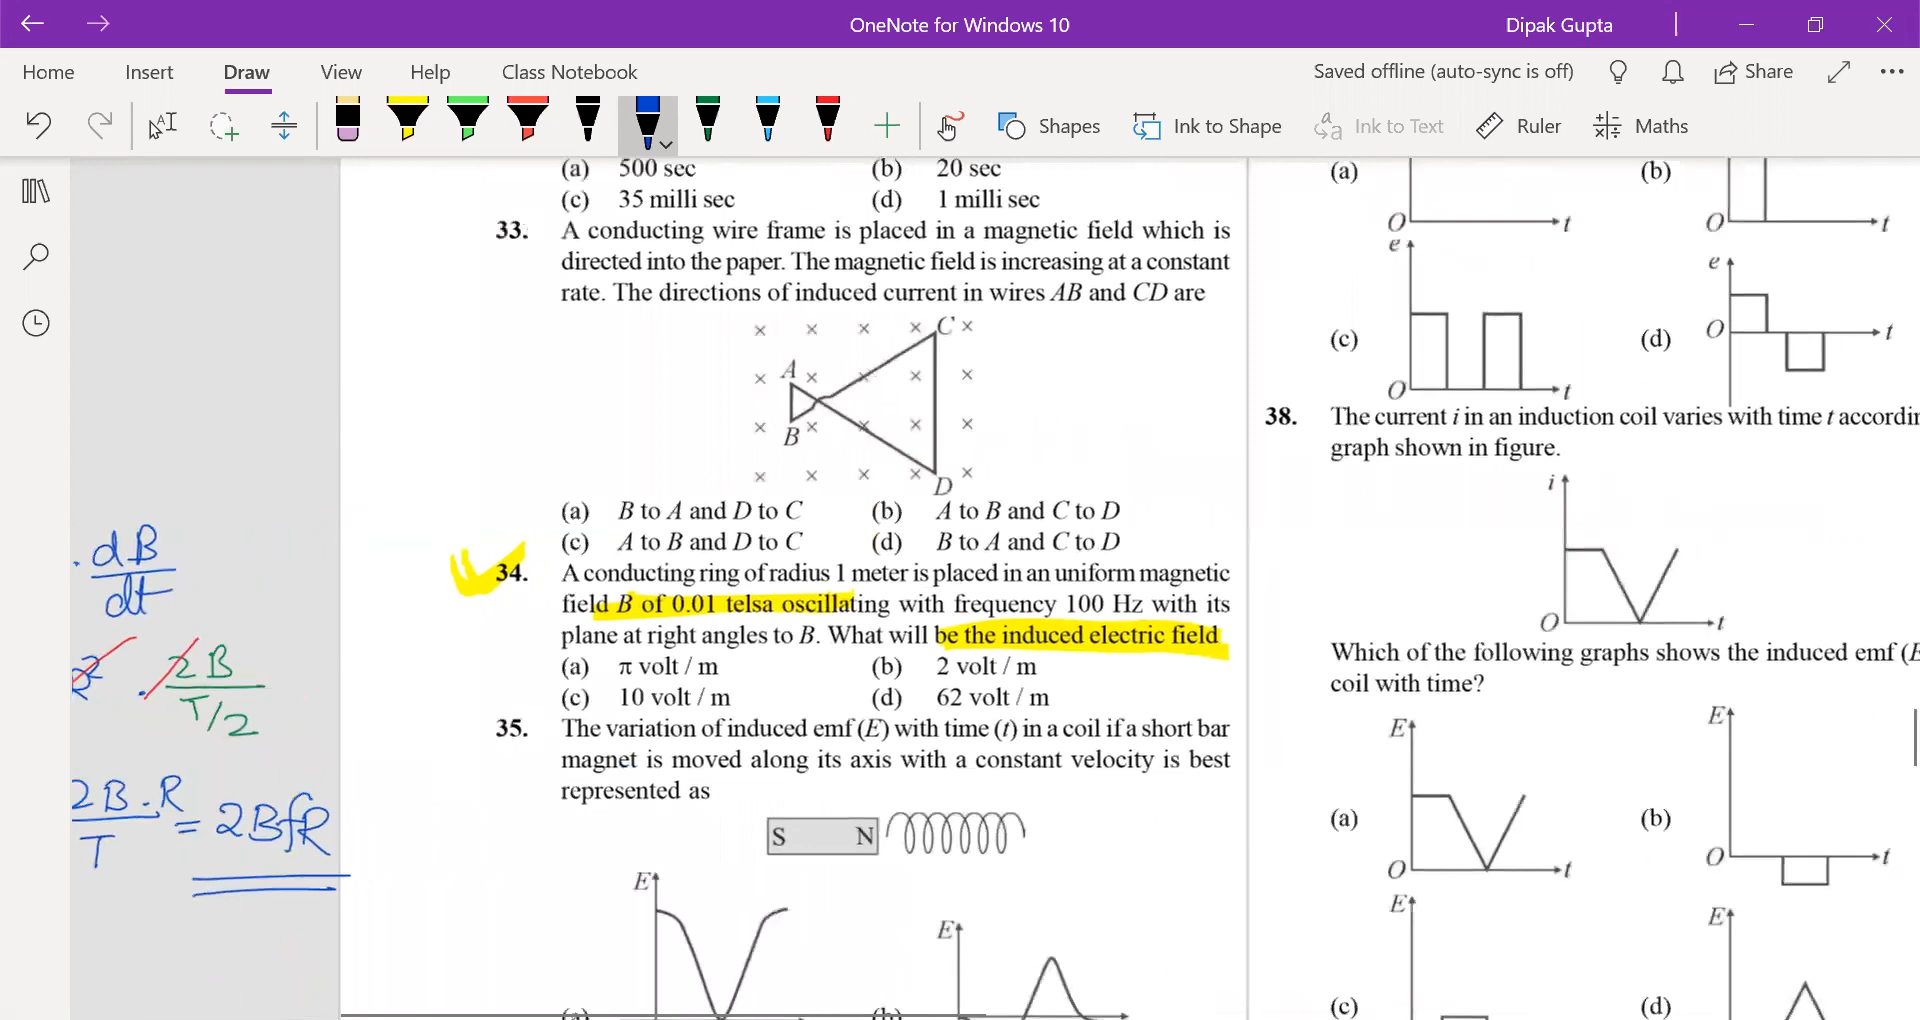 OneNote for Windows 10
Dipak Gupta
Home Insert Draw View Help Class Notebook
Saved offline (auto-sync is off) Share
Shapes Ink to Shape Ink to Text Ruler Maths
(a) 500 sec (b) 20 sec
(c) 35 milli sec (d) 1 milli sec
33. A conducting wire frame is placed in a magnetic field which is
directed into the paper. The magnetic field is increasing at a constant
rate. The directions of induced current in wires AB and CD are
C
A
B
D
(a) B to A and D to C (b) A to B and C to D
(c) A to B and D to C (d) B to A and C to D
34. A conducting ring of radius 1 meter is placed in an uniform magnetic
field B of 0.01 telsa oscillating with frequency 100 Hz with its
plane at right angles to B. What will be the induced electric field
(a) π volt / m (b) 2 volt / m
(c) 10 volt / m (d) 62 volt / m
35. The variation of induced emf (E) with time (t) in a coil if a short bar
magnet is moved along its axis with a constant velocity is best
represented as
S N
E
E
. dB
dt
. 2B
T/2
2B.R
T
= 2BfR
(a) (b)
O t O t
e e
(c) (d)
O t O t
38. The current i in an induction coil varies with time t accordin
graph shown in figure.
i
O t
Which of the following graphs shows the induced emf (E
coil with time?
E E
(a) (b)
O t O t
E E
(c) (d)